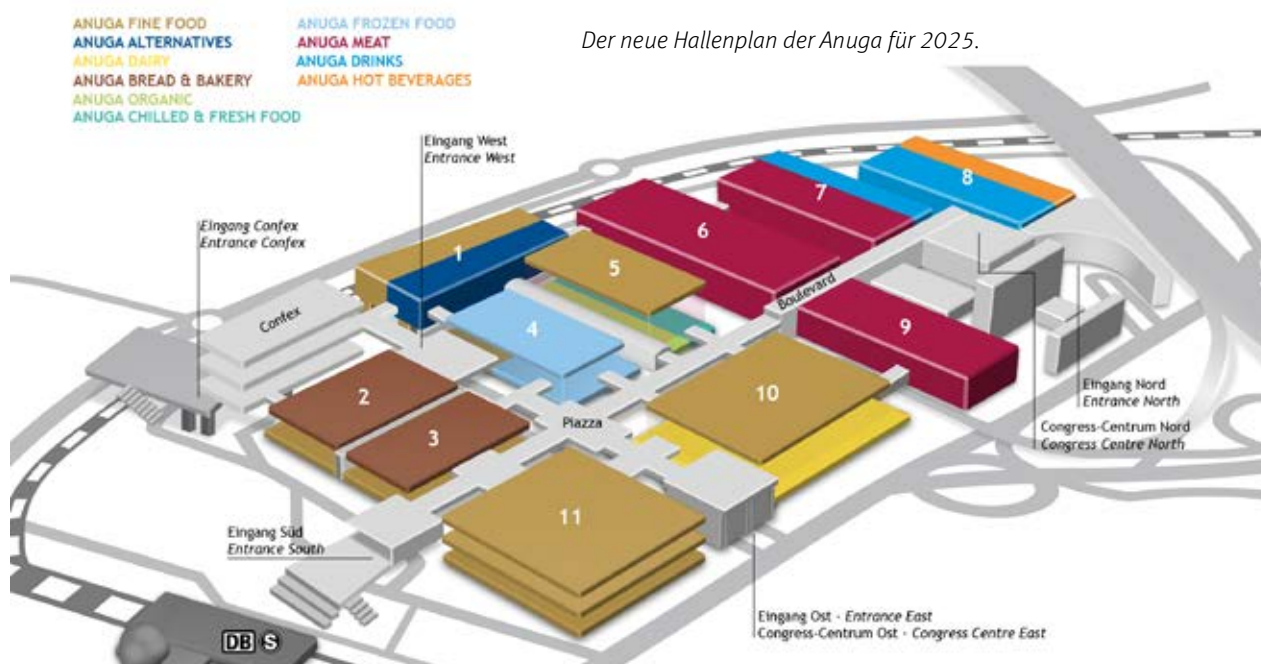 ANUGA FINE FOOD
ANUGA ALTERNATIVES
ANUGA DAIRY
ANUGA BREAD & BAKERY
ANUGA ORGANIC
ANUGA CHILLED & FRESH FOOD
ANUGA FROZEN FOOD
ANUGA MEAT
ANUGA DRINKS
ANUGA HOT BEVERAGES
Der neue Hallenplan der Anuga für 2025.
Eingang West
Entrance West
Eingang Confex
Entrance Confex
8
7
6
1
5
Boulevard
Confex
4
9
2
10
3
Piazza
Eingang Nord
Entrance North
Congress-Centrum Nord
Congress Centre North
11
Eingang Süd
Entrance South
Eingang Ost - Entrance East
Congress-Centrum Ost - Congress Centre East
DB S